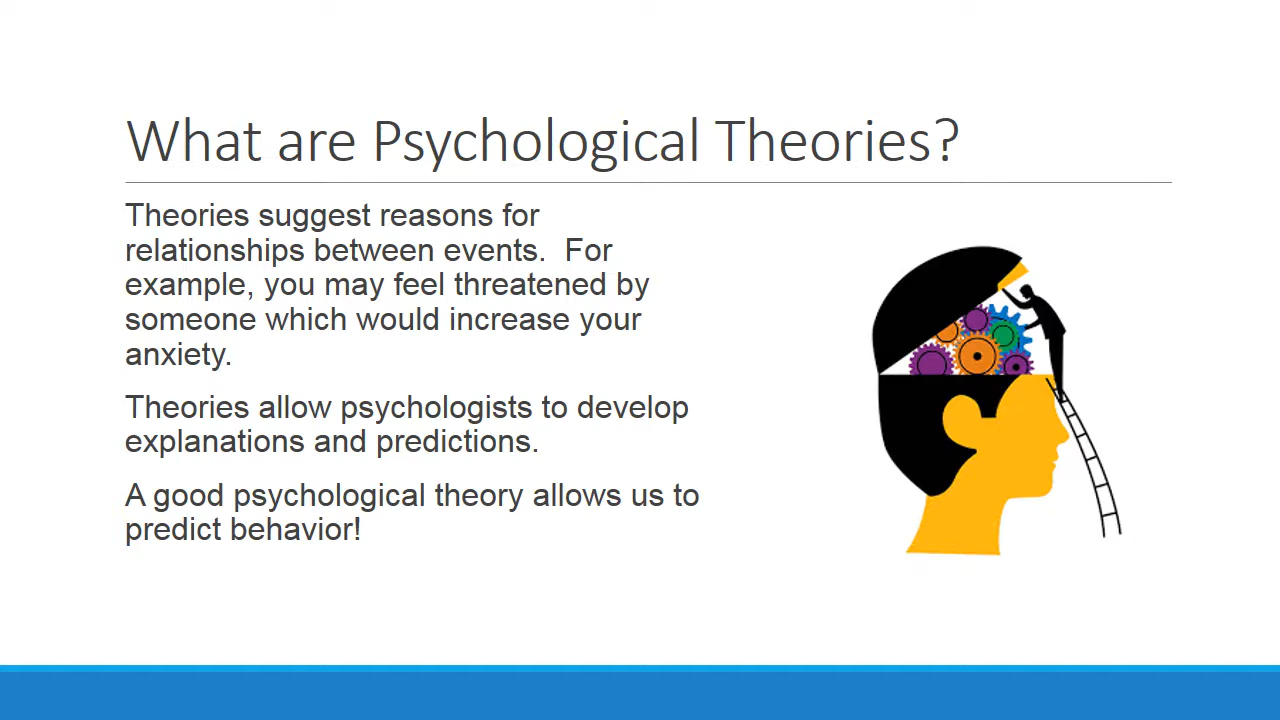 What are Psychological Theories?
Theories suggest reasons for
relationships between events.  For
example, you may feel threatened by
someone which would increase your
anxiety.
Theories allow psychologists to develop
explanations and predictions.
A good psychological theory allows us to
predict behavior!